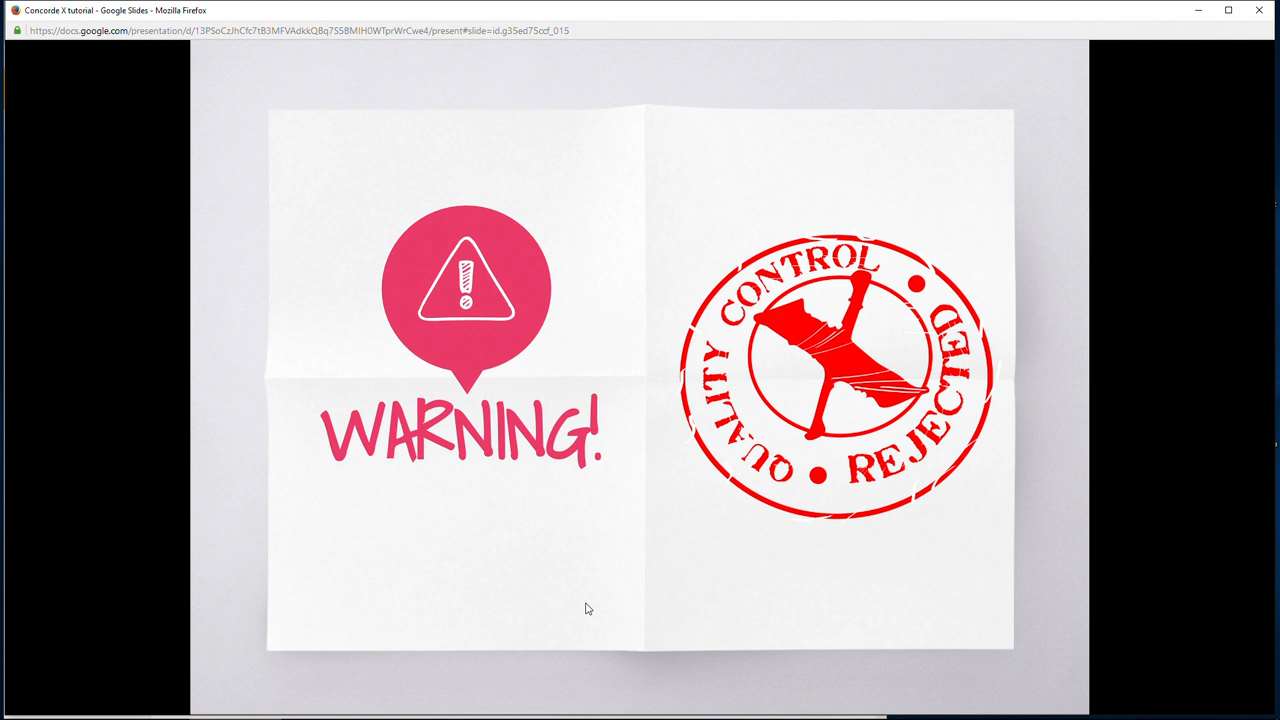 Concorde X tutorial - Google Slides - Mozilla Firefox
https://docs.google.com/presentation/d/13PSoCzJhCfc7tB3MFVAdkkQBq7S5BMIH0WTprWrCwe4/present#slide=id.g35ed75ccf_015
WARNING!
QUALITY CONTROL
REJECTED